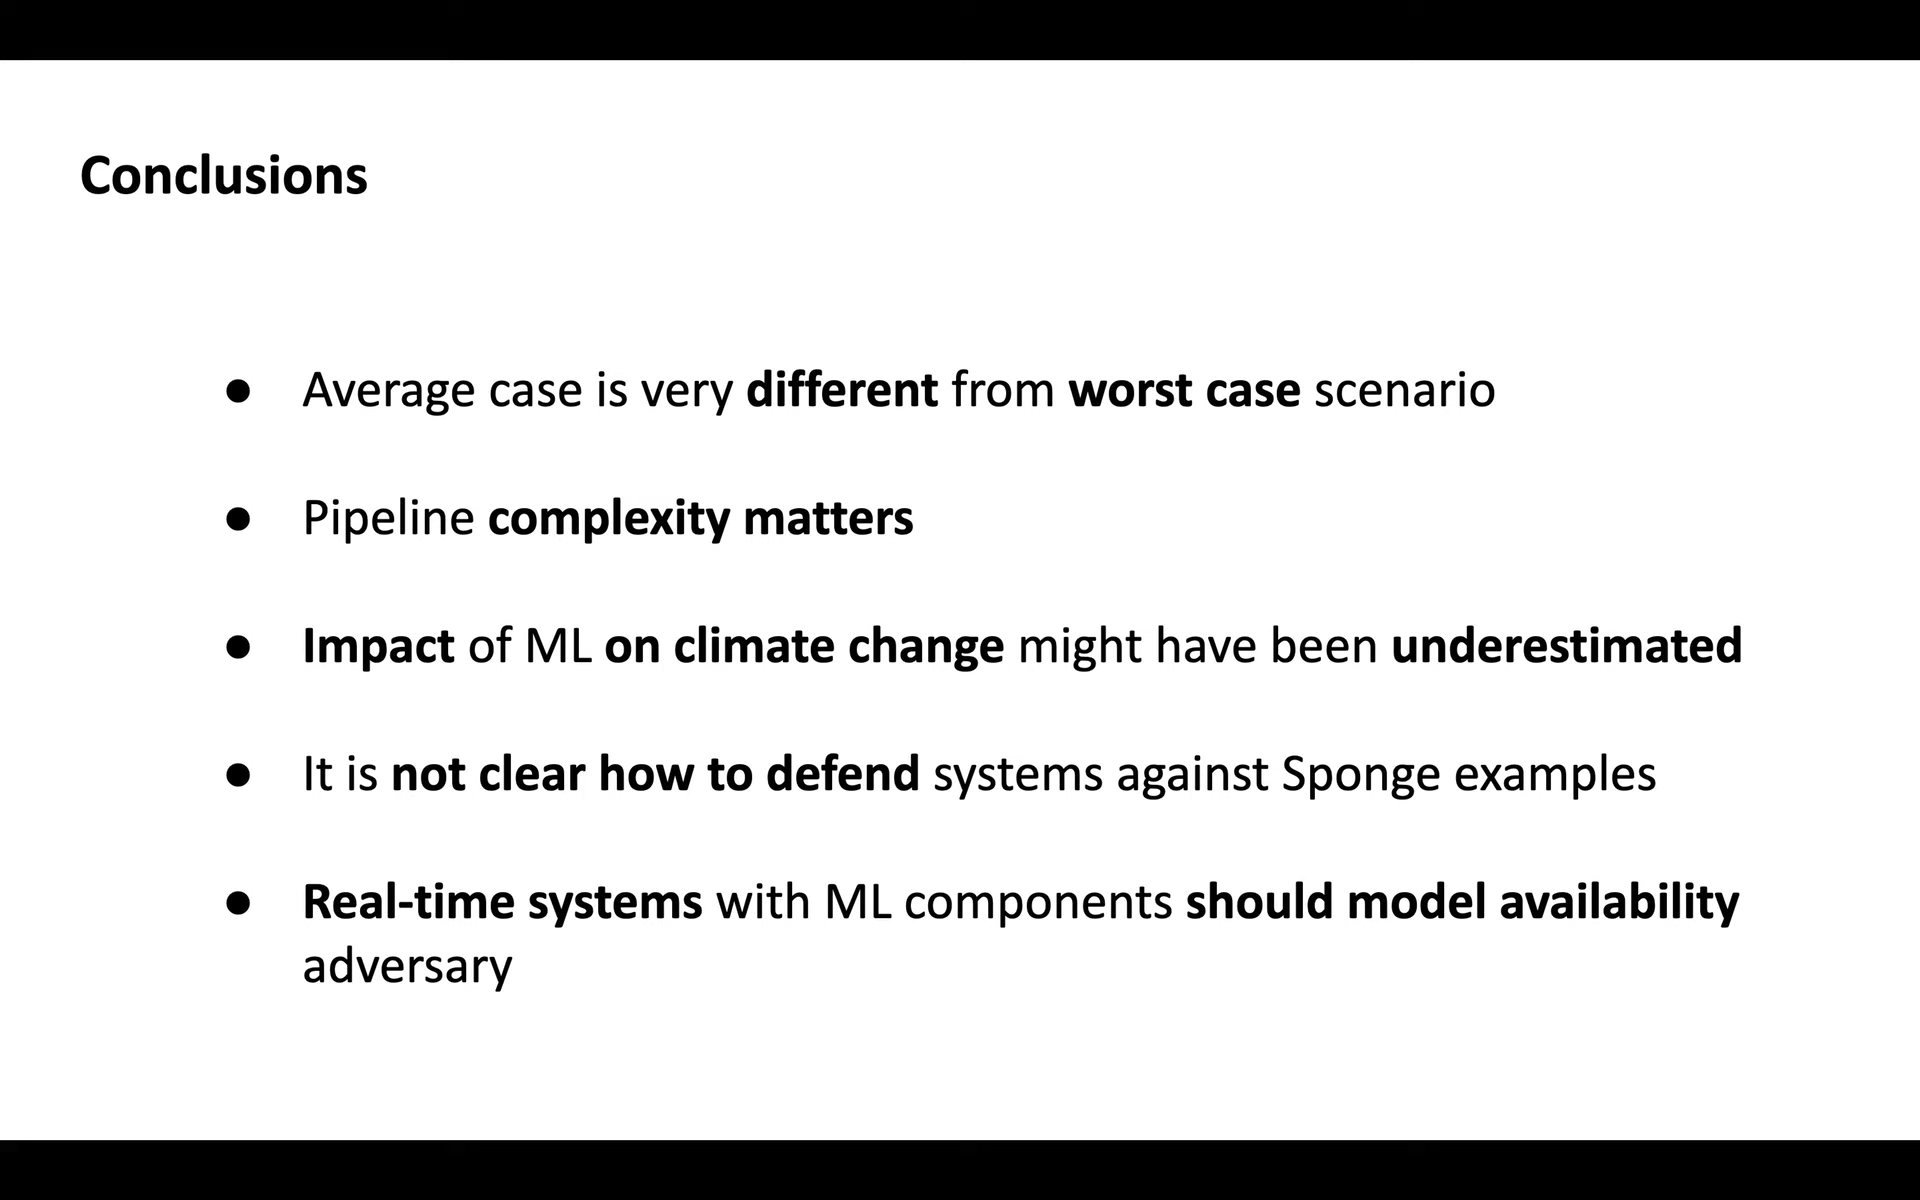 Conclusions
● Average case is very different from worst case scenario
● Pipeline complexity matters
● Impact of ML on climate change might have been underestimated
● It is not clear how to defend systems against Sponge examples
● Real-time systems with ML components should model availability
adversary